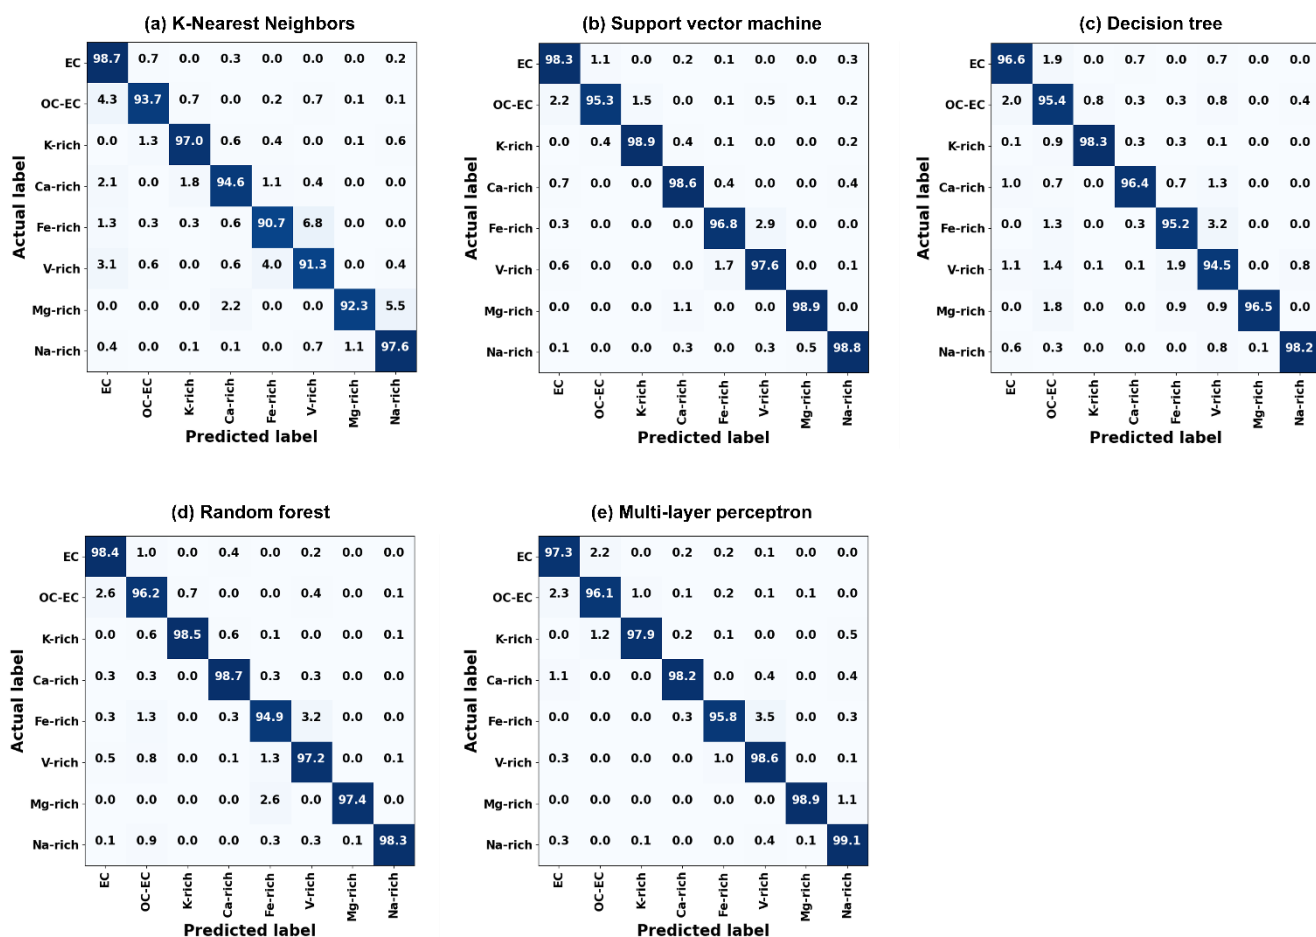 (a) K-Nearest Neighbors
EC 98.7 0.7 0.0 0.3 0.0 0.0 0.0 0.2
OC-EC 4.3 93.7 0.7 0.0 0.2 0.7 0.1 0.1
K-rich 0.0 1.3 97.0 0.6 0.4 0.0 0.1 0.6
Ca-rich 2.1 0.0 1.8 94.6 1.1 0.4 0.0 0.0
Fe-rich 1.3 0.3 0.3 0.6 90.7 6.8 0.0 0.0
V-rich 3.1 0.6 0.0 0.6 4.0 91.3 0.0 0.4
Mg-rich 0.0 0.0 0.0 2.2 0.0 0.0 92.3 5.5
Na-rich 0.4 0.0 0.1 0.1 0.0 0.7 1.1 97.6
Actual label
EC OC-EC K-rich Ca-rich Fe-rich V-rich Mg-rich Na-rich
Predicted label
(b) Support vector machine
EC 98.3 1.1 0.0 0.2 0.1 0.0 0.0 0.3
OC-EC 2.2 95.3 1.5 0.0 0.1 0.5 0.1 0.2
K-rich 0.0 0.4 98.9 0.4 0.1 0.0 0.0 0.2
Ca-rich 0.7 0.0 0.0 98.6 0.4 0.0 0.0 0.4
Fe-rich 0.3 0.0 0.0 0.0 96.8 2.9 0.0 0.0
V-rich 0.6 0.0 0.0 0.0 1.7 97.6 0.0 0.1
Mg-rich 0.0 0.0 0.0 1.1 0.0 0.0 98.9 0.0
Na-rich 0.1 0.0 0.0 0.3 0.0 0.3 0.5 98.8
Actual label
EC OC-EC K-rich Ca-rich Fe-rich V-rich Mg-rich Na-rich
Predicted label
(c) Decision tree
EC 96.6 1.9 0.0 0.7 0.0 0.7 0.0 0.0
OC-EC 2.0 95.4 0.8 0.3 0.3 0.8 0.0 0.4
K-rich 0.1 0.9 98.3 0.3 0.3 0.1 0.0 0.0
Ca-rich 1.0 0.7 0.0 96.4 0.7 1.3 0.0 0.0
Fe-rich 0.0 1.3 0.0 0.3 95.2 3.2 0.0 0.0
V-rich 1.1 1.4 0.1 0.1 1.9 94.5 0.0 0.8
Mg-rich 0.0 1.8 0.0 0.0 0.9 0.9 96.5 0.0
Na-rich 0.6 0.3 0.0 0.0 0.0 0.8 0.1 98.2
Actual label
EC OC-EC K-rich Ca-rich Fe-rich V-rich Mg-rich Na-rich
Predicted label
(d) Random forest
EC 98.4 1.0 0.0 0.4 0.0 0.2 0.0 0.0
OC-EC 2.6 96.2 0.7 0.0 0.0 0.4 0.0 0.1
K-rich 0.0 0.6 98.5 0.6 0.1 0.0 0.0 0.1
Ca-rich 0.3 0.3 0.0 98.7 0.3 0.3 0.0 0.0
Fe-rich 0.3 1.3 0.0 0.3 94.9 3.2 0.0 0.0
V-rich 0.5 0.8 0.0 0.1 1.3 97.2 0.0 0.1
Mg-rich 0.0 0.0 0.0 0.0 2.6 0.0 97.4 0.0
Na-rich 0.1 0.9 0.0 0.0 0.3 0.3 0.1 98.3
Actual label
EC OC-EC K-rich Ca-rich Fe-rich V-rich Mg-rich Na-rich
Predicted label
(e) Multi-layer perceptron
EC 97.3 2.2 0.0 0.2 0.2 0.1 0.0 0.0
OC-EC 2.3 96.1 1.0 0.1 0.2 0.1 0.1 0.0
K-rich 0.0 1.2 97.9 0.2 0.1 0.0 0.0 0.5
Ca-rich 1.1 0.0 0.0 98.2 0.0 0.4 0.0 0.4
Fe-rich 0.0 0.0 0.0 0.3 95.8 3.5 0.0 0.3
V-rich 0.3 0.0 0.0 0.0 1.0 98.6 0.0 0.1
Mg-rich 0.0 0.0 0.0 0.0 0.0 0.0 98.9 1.1
Na-rich 0.3 0.0 0.1 0.0 0.0 0.4 0.1 99.1
Actual label
EC OC-EC K-rich Ca-rich Fe-rich V-rich Mg-rich Na-rich
Predicted label